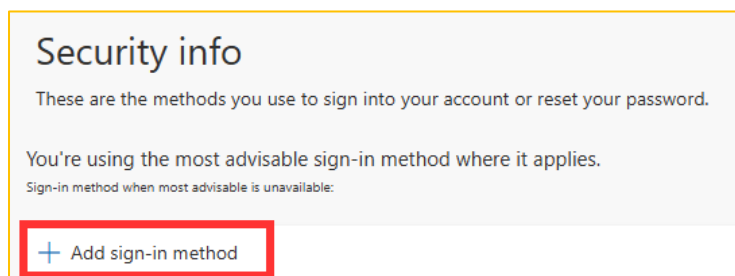 Security info
These are the methods you use to sign into your account or reset your password.
You're using the most advisable sign-in method where it applies.
Sign-in method when most advisable is unavailable:
+ Add sign-in method